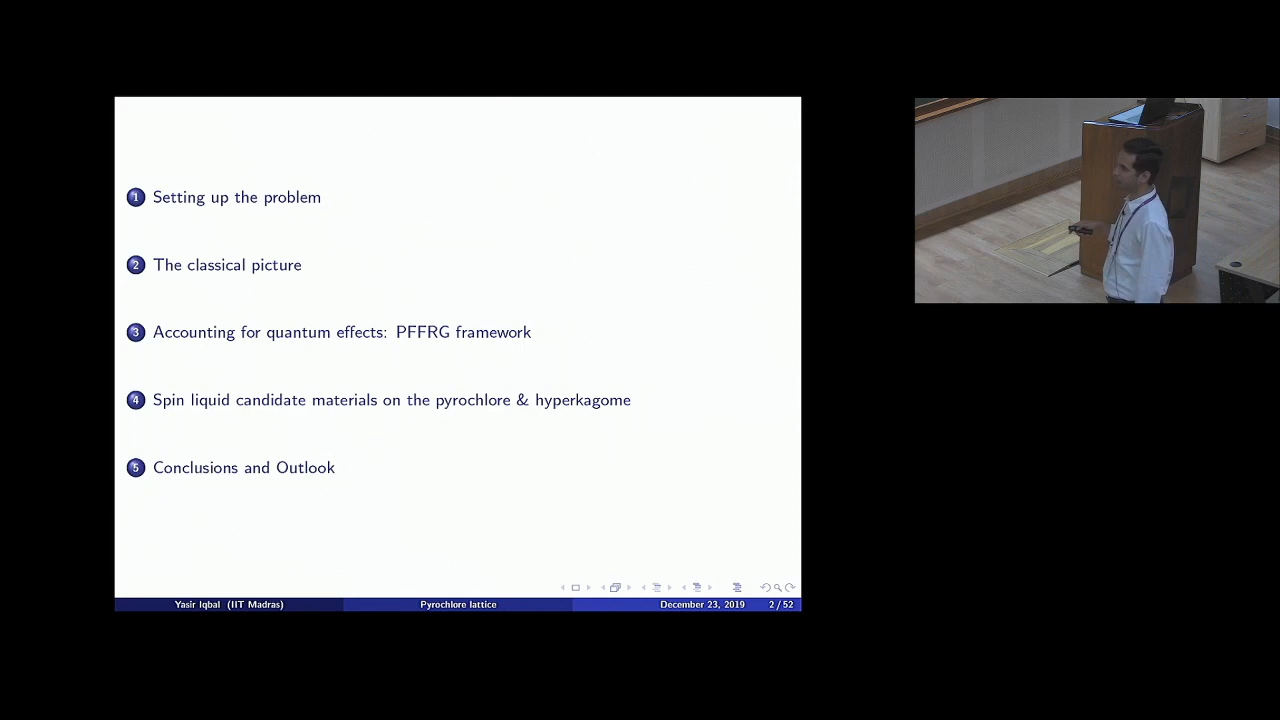 1 Setting up the problem
2 The classical picture
3 Accounting for quantum effects: PFFRG framework
4 Spin liquid candidate materials on the pyrochlore & hyperkagome
5 Conclusions and Outlook
Yasir Iqbal (IIT Madras) Pyrochlore lattice December 23, 2019 2 / 52